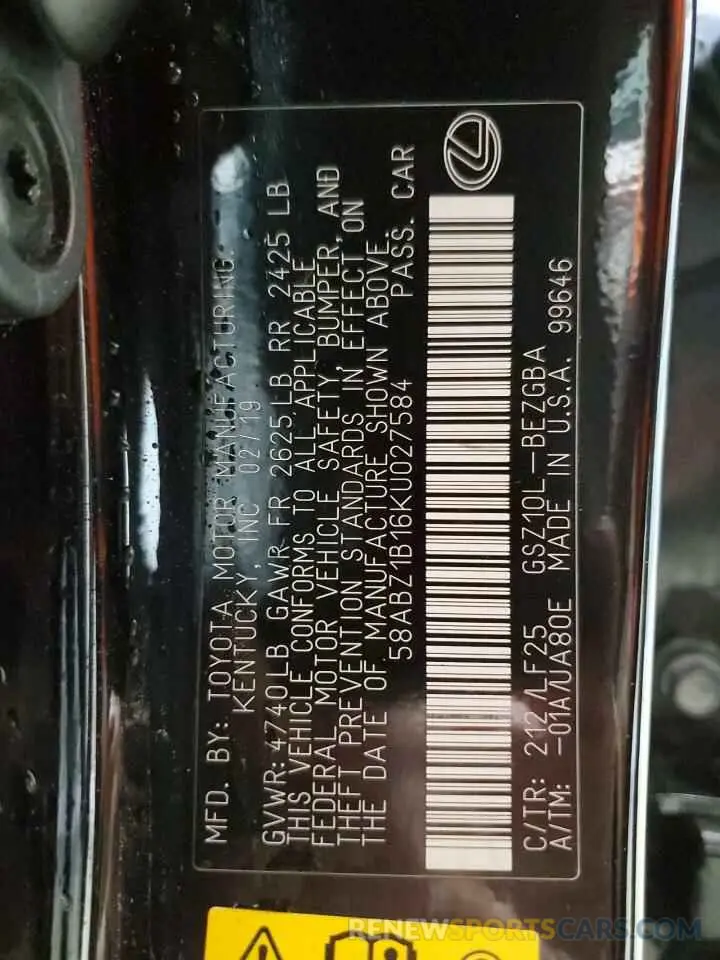 MFD. BY: TOYOTA MOTOR MANUFACTURING,
KENTUCKY, INC 02/19
GVWR: 4740LB GAWR FR 2625LB RR 2425 LB
THIS VEHICLE CONFORMS TO ALL APPLICABLE
FEDERAL MOTOR VEHICLE SAFETY, BUMPER, AND
THEFT PREVENTION STANDARDS IN EFFECT ON
THE DATE OF MANUFACTURE SHOWN ABOVE.
58ABZ1B16KU027584 PASS. CAR
C/TR: 212/LF25 GSZ10L-BEZGBA
A/TM: -01A/UA80E MADE IN U.S.A. 99646
RENEWSPORTSCARS.COM